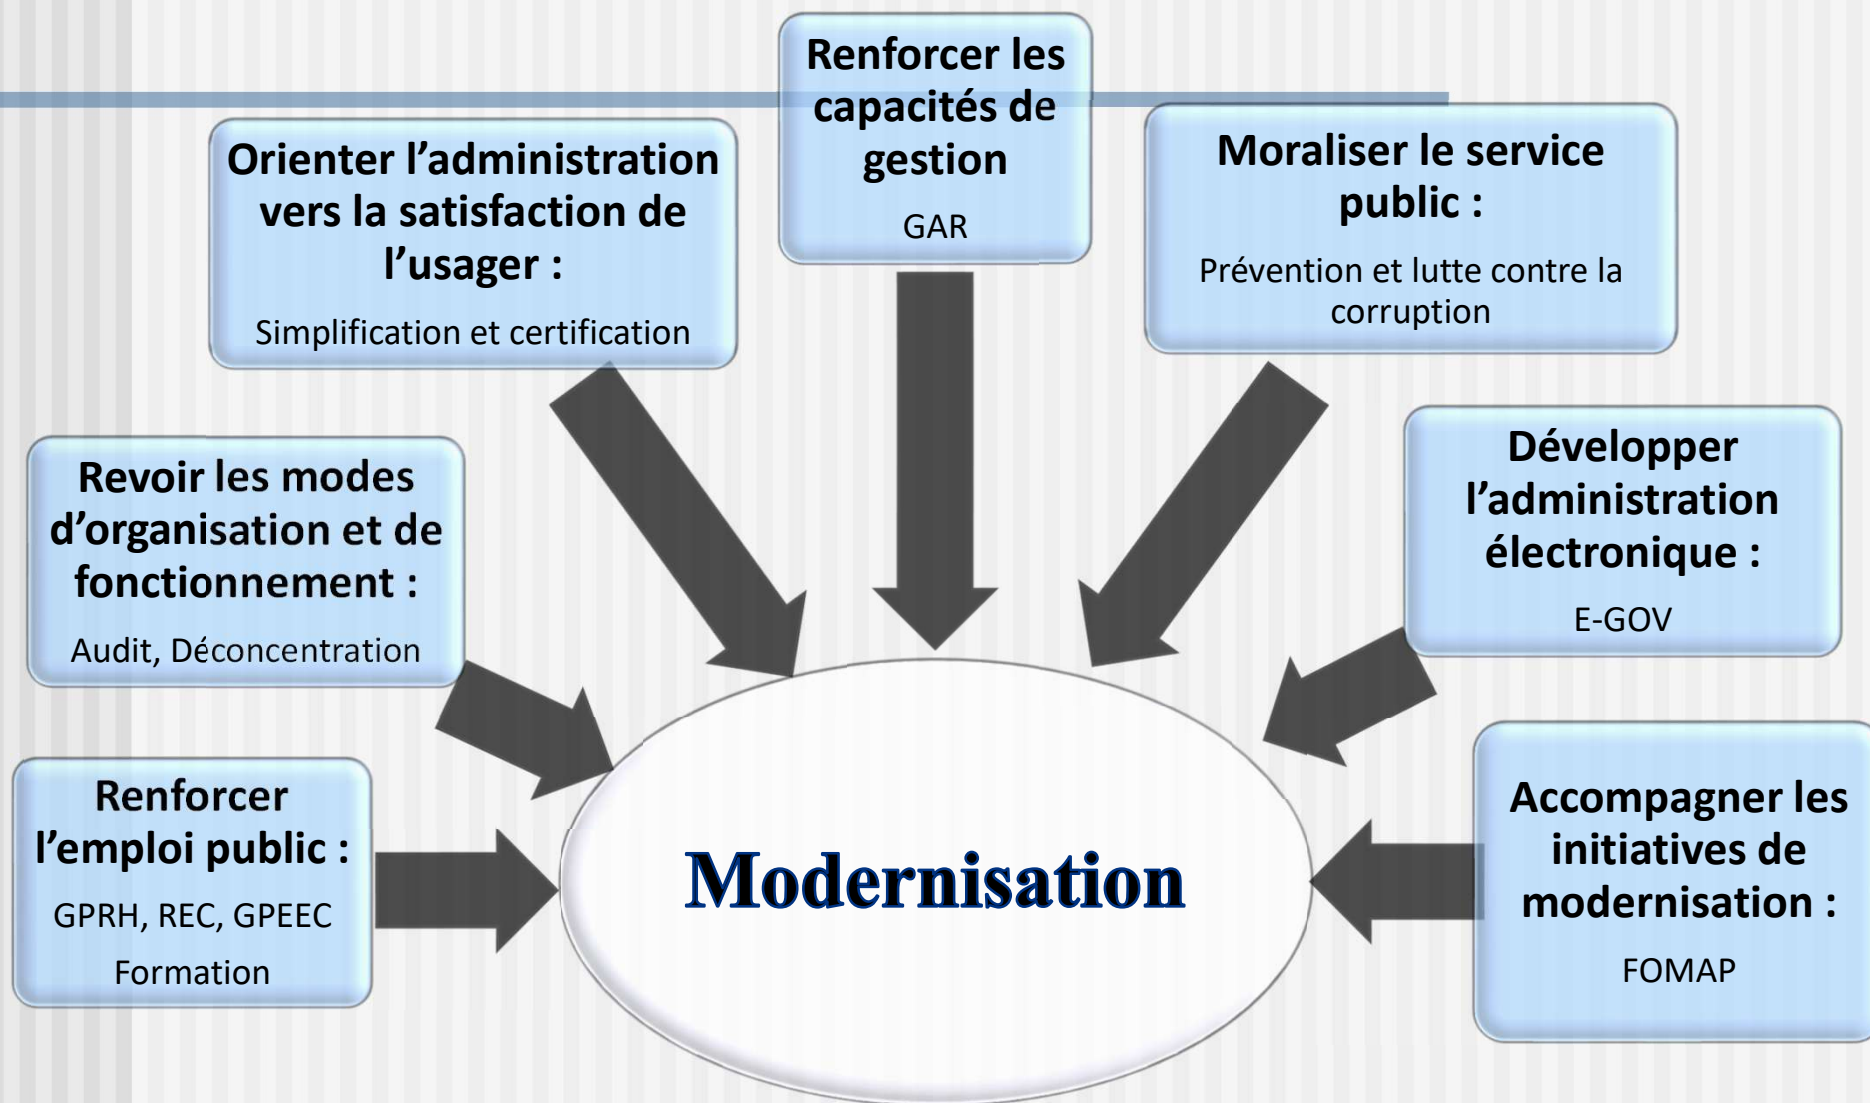 Renforcer les
capacités de
gestion
GAR
Orienter l’administration
vers la satisfaction de
l’usager :
Simplification et certification
Moraliser le service
public :
Prévention et lutte contre la
corruption
Revoir les modes
d’organisation et de
fonctionnement :
Audit, Déconcentration
Développer
l’administration
électronique :
E-GOV
Renforcer
l’emploi public :
GPRH, REC, GPEEC
Formation
Modernisation
Accompagner les
initiatives de
modernisation :
FOMAP